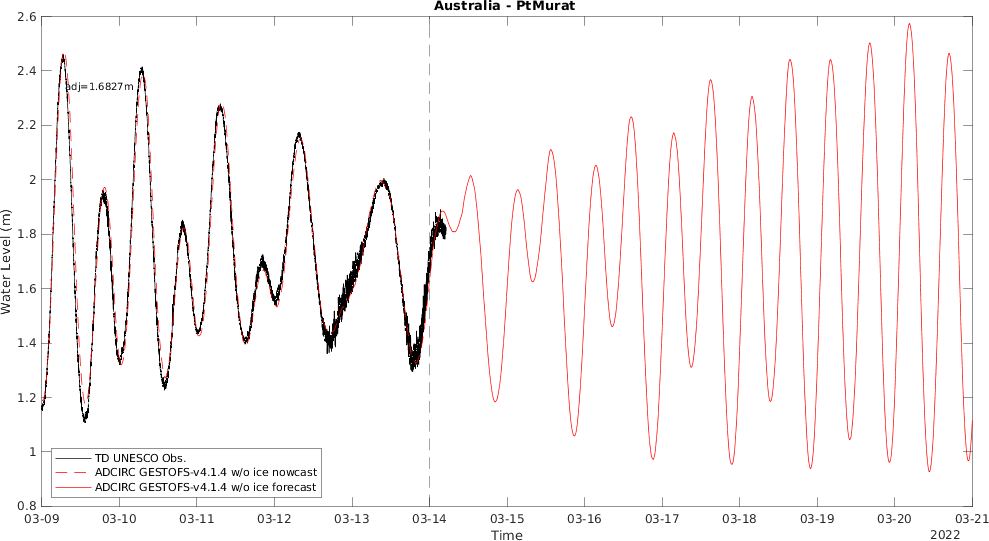 Australia - PtMurat
2.6
2.4
2.2
2
1.8
1.6
1.4
1.2
1
0.8
Water Level (m)
adj=1.6827m
TD UNESCO Obs.
ADCIRC GESTOFS-v4.1.4 w/o ice nowcast
ADCIRC GESTOFS-v4.1.4 w/o ice forecast
03-09 03-10 03-11 03-12 03-13 03-14 03-15 03-16 03-17 03-18 03-19 03-20 03-21
Time
2022